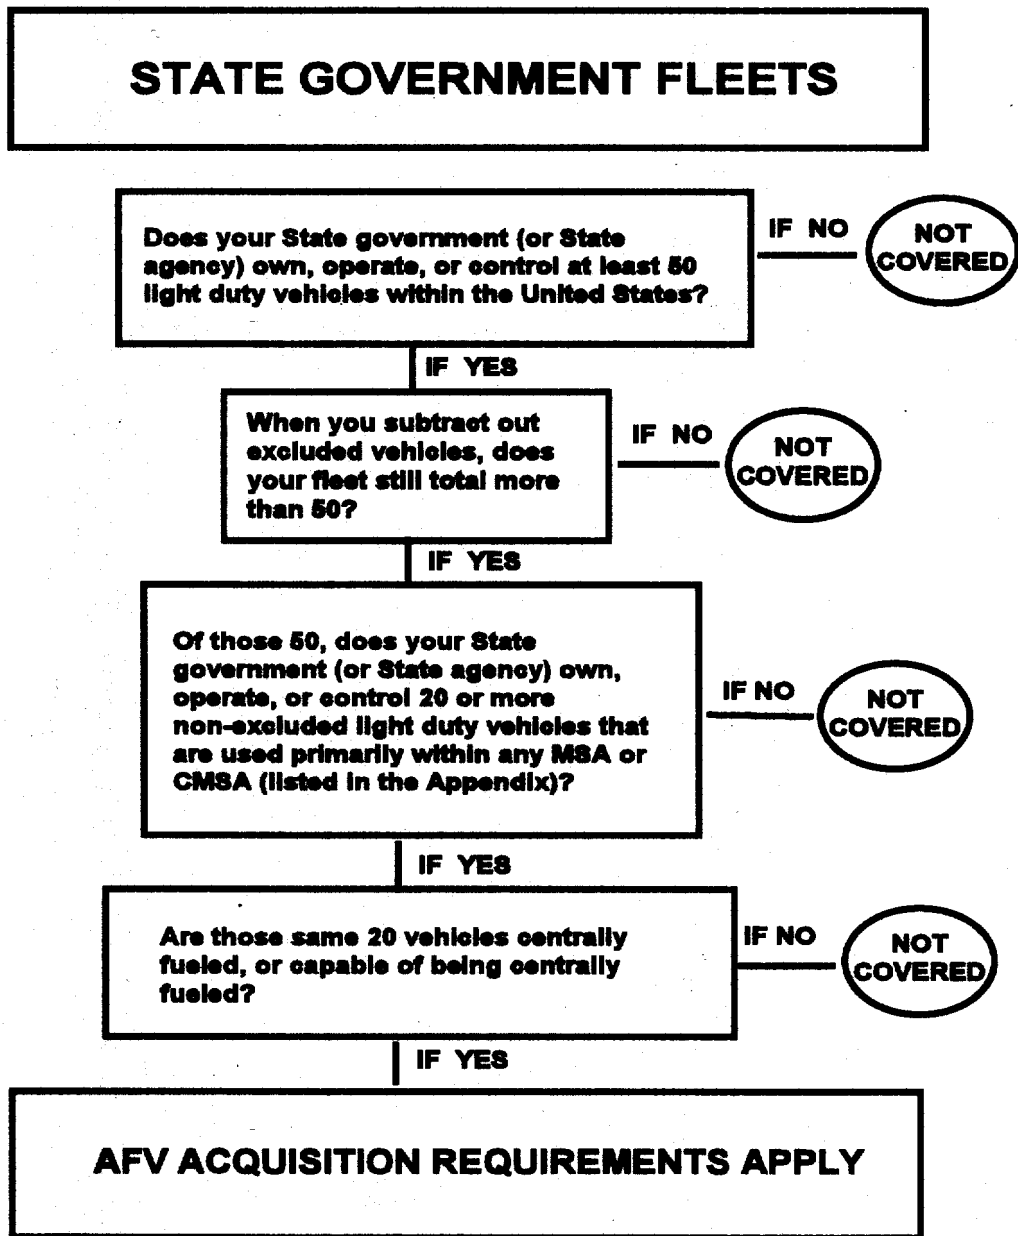 STATE GOVERNMENT FLEETS
Does your State government (or State
agency) own, operate, or control at least 50
light duty vehicles within the United States?
IF NO
NOT
COVERED
IF YES
When you subtract out
excluded vehicles, does
your fleet still total more
than 50?
IF NO
NOT
COVERED
IF YES
Of those 50, does your State
government (or State agency) own,
operate, or control 20 or more
non-excluded light duty vehicles that
are used primarily within any MSA or
CMSA (listed in the Appendix)?
IF NO
NOT
COVERED
IF YES
Are those same 20 vehicles centrally
fueled, or capable of being centrally
fueled?
IF NO
NOT
COVERED
IF YES
AFV ACQUISITION REQUIREMENTS APPLY